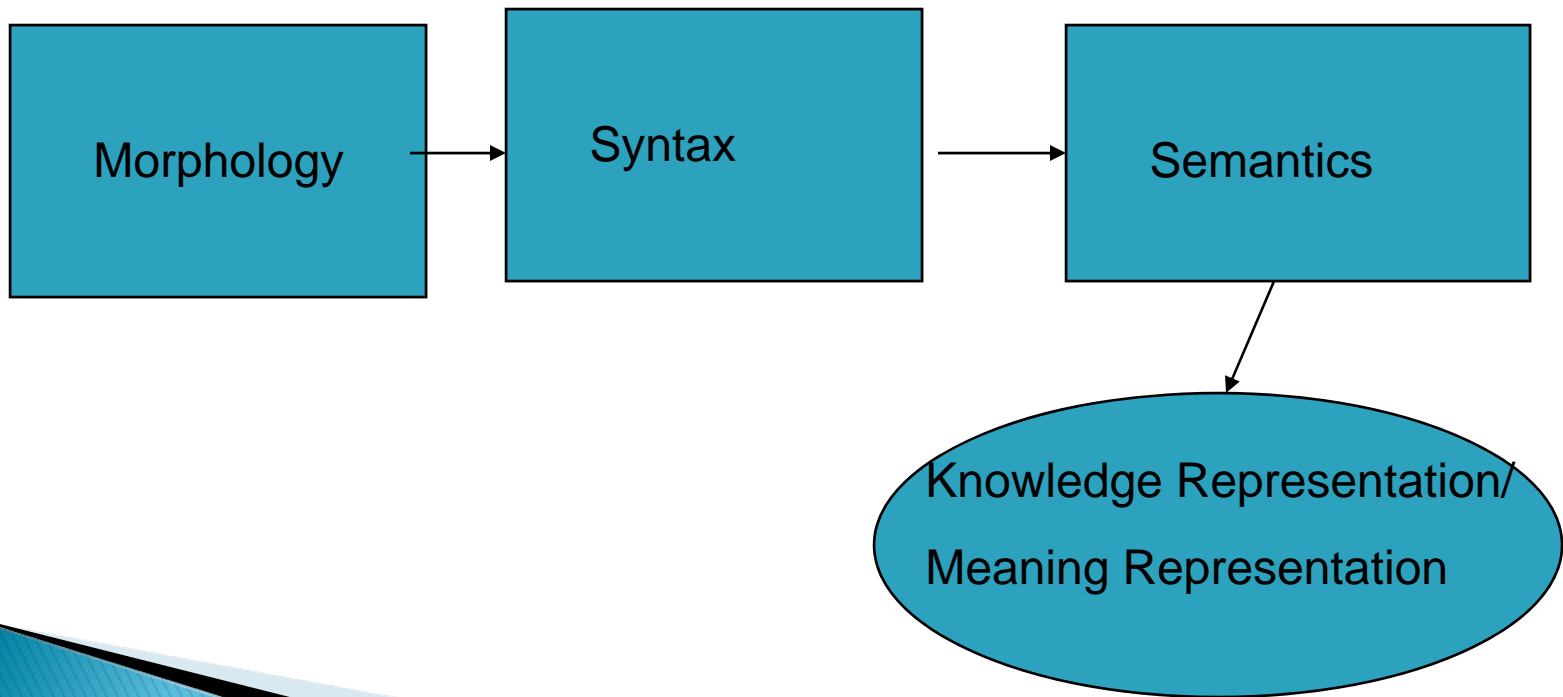 Morphology
Syntax
Semantics
Knowledge Representation/
Meaning Representation